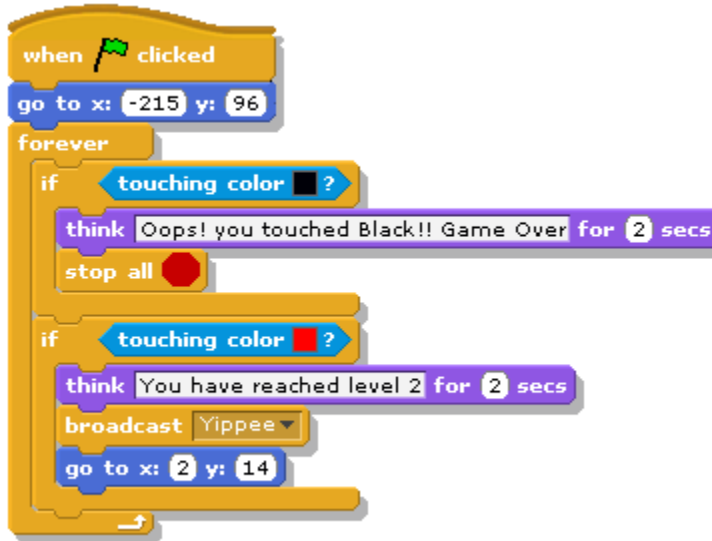 when clicked
go to x: -215 y: 96
forever
if touching color ?
think Oops! you touched Black!! Game Over for 2 secs
stop all
if touching color ?
think You have reached level 2 for 2 secs
broadcast Yippee
go to x: 2 y: 14